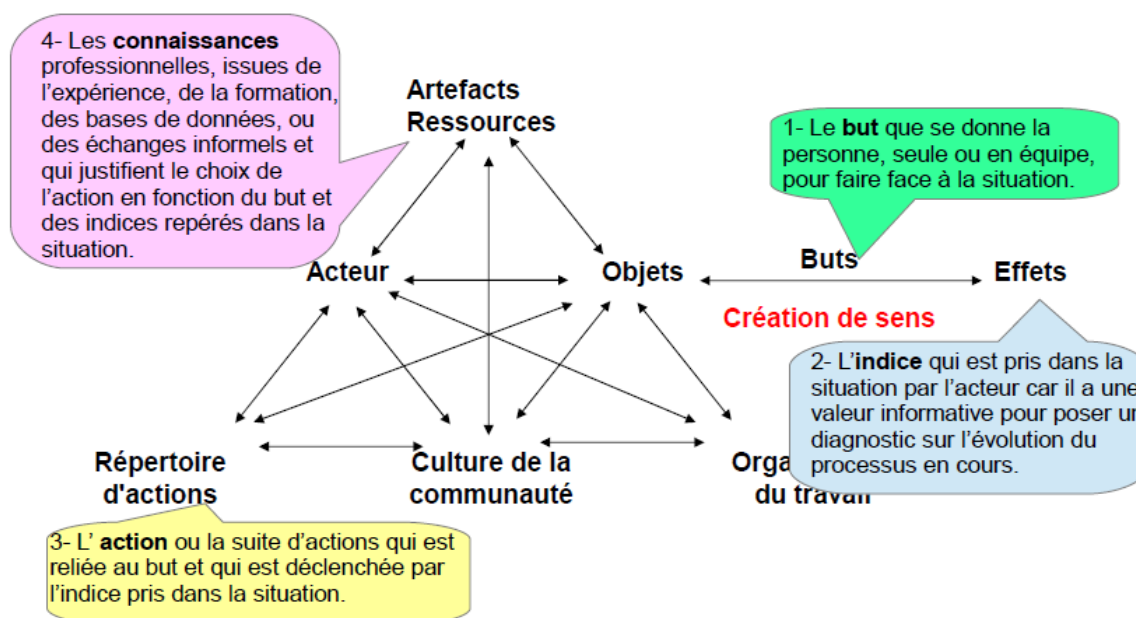 4- Les connaissances
professionnelles, issues de
l'expérience, de la formation,
des bases de données, ou
des échanges informels et
qui justifient le choix de
l'action en fonction du but et
des indices repérés dans la
situation.
Artefacts
Ressources
1- Le but que se donne la
personne, seule ou en équipe,
pour faire face à la situation.
Acteur
Objets
Buts
Effets
Création de sens
2- L'indice qui est pris dans la
situation par l'acteur car il a une
valeur informative pour poser
diagnostic sur l'évolution du
processus en cours.
Répertoire
d'actions
Culture de la
communauté
du travail
3- L' action ou la suite d'actions qui est
reliée au but et qui est déclenchée par
l'indice pris dans la situation.